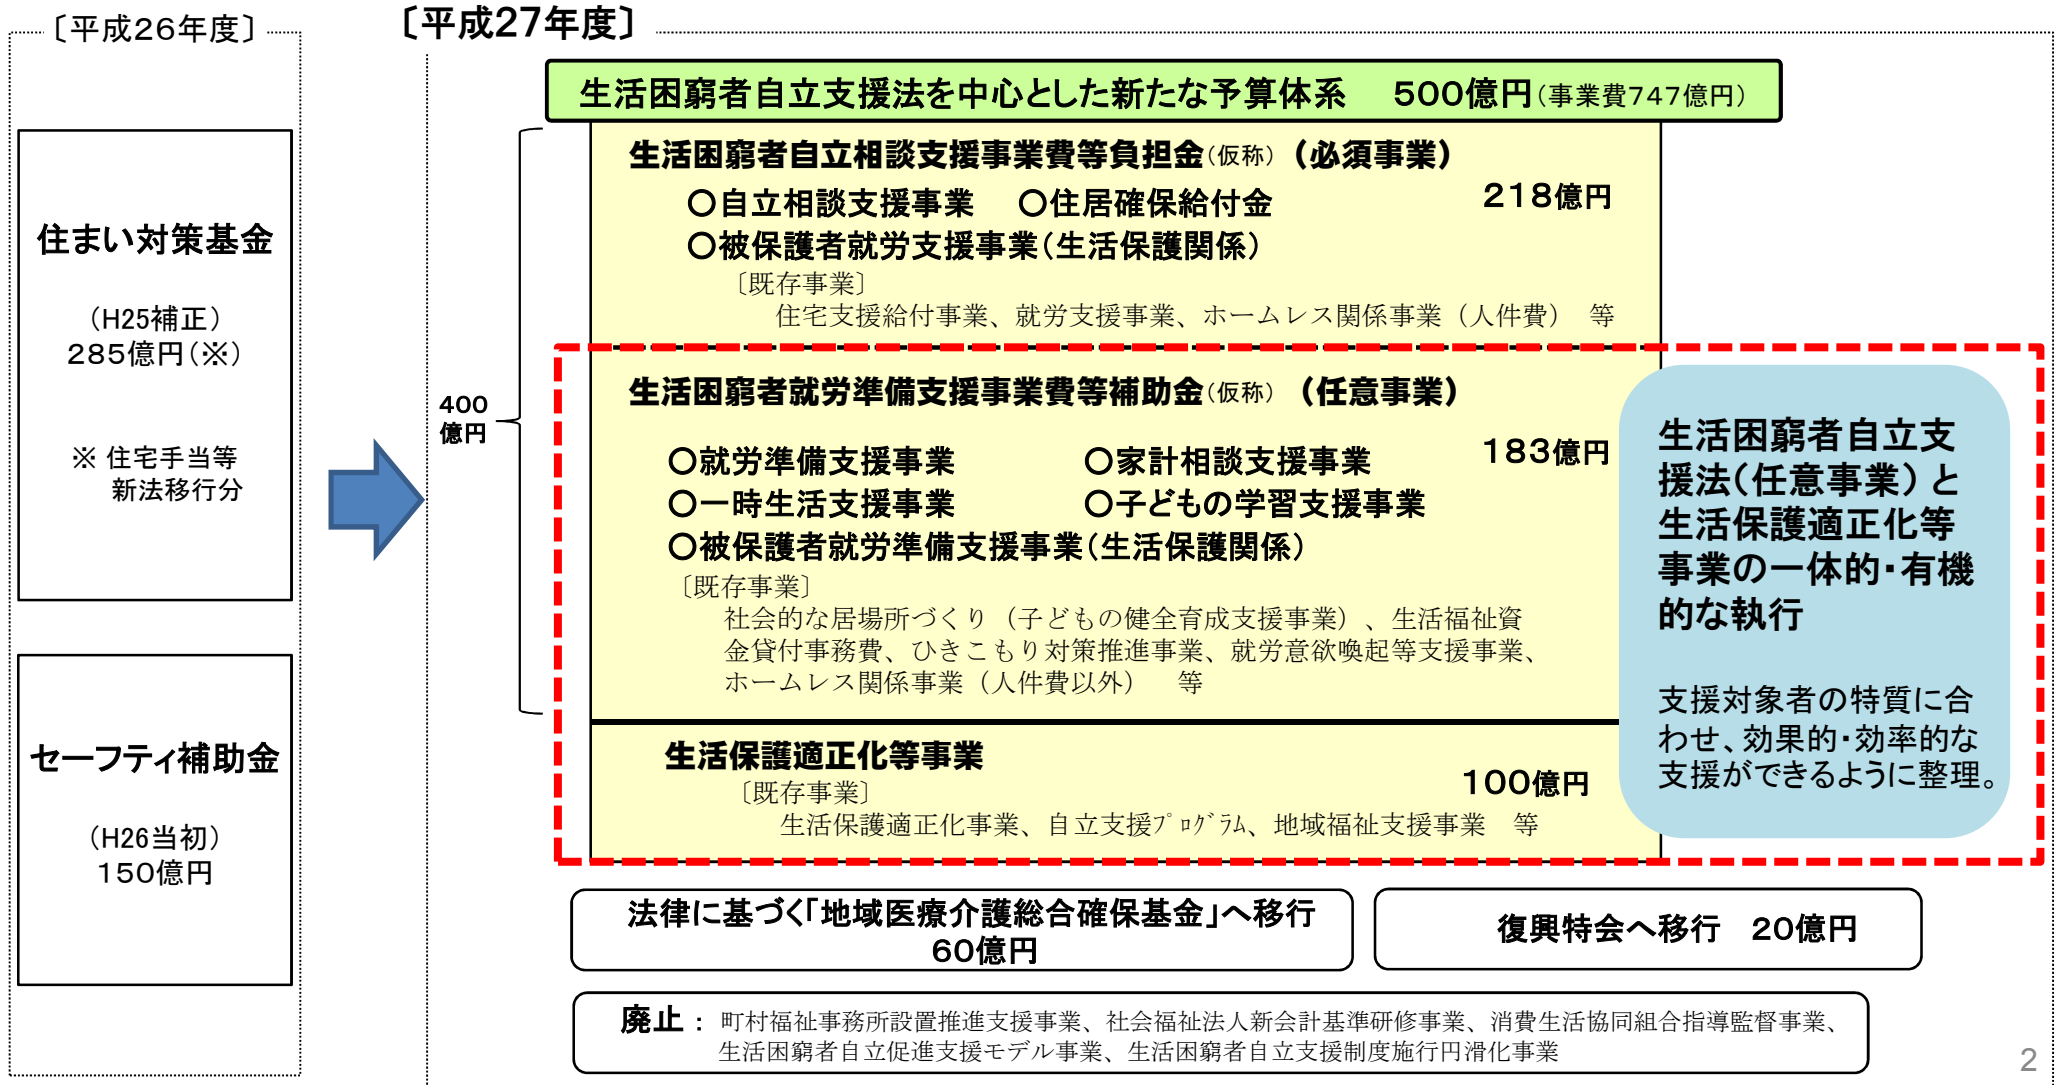 〔平成26年度〕
住まい対策基金
（H25補正）
285億円（※）
※ 住宅手当等
新法移行分
セーフティ補助金
（H26当初）
150億円
〔平成27年度〕
生活困窮者自立支援法を中心とした新たな予算体系　500億円（事業費747億円）
400
億円
生活困窮者自立相談支援事業費等負担金（仮称）（必須事業）
218億円
○自立相談支援事業　○住居確保給付金
○被保護者就労支援事業（生活保護関係）
〔既存事業〕
住宅支援給付事業、就労支援事業、ホームレス関係事業（人件費）　等
生活困窮者就労準備支援事業費等補助金（仮称）（任意事業）
183億円
○就労準備支援事業　○家計相談支援事業
○一時生活支援事業　○子どもの学習支援事業
○被保護者就労準備支援事業（生活保護関係）
〔既存事業〕
社会的な居場所づくり（子どもの健全育成支援事業）、生活福祉資
金貸付事務費、ひきこもり対策推進事業、就労意欲喚起等支援事業、
ホームレス関係事業（人件費以外）　等
生活保護適正化等事業
100億円
〔既存事業〕
生活保護適正化事業、自立支援ﾌﾟﾛｸﾞﾗﾑ、地域福祉支援事業　等
生活困窮者自立支
援法（任意事業）と
生活保護適正化等
事業の一体的・有機
的な執行
支援対象者の特質に合
わせ、効果的・効率的な
支援ができるように整理。
法律に基づく「地域医療介護総合確保基金」へ移行
60億円
復興特会へ移行　20億円
廃止：町村福祉事務所設置推進支援事業、社会福祉法人新会計基準研修事業、消費生活協同組合指導監督事業、
生活困窮者自立促進支援モデル事業、生活困窮者自立支援制度施行円滑化事業
2